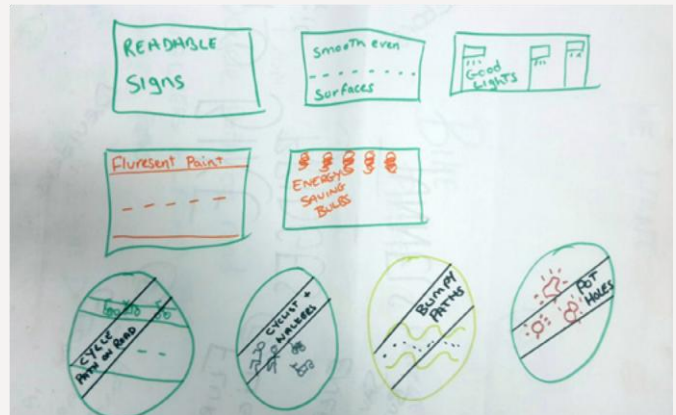 READABLE
Signs
Smooth even
Surfaces
Good
Lights
Fluresent Paint
ENERGY
SAVING
BULBS
CYCLE
PATH ON ROAD
CYCLIST +
WALKERS
BUMPY
PATHS
POT
HOLES